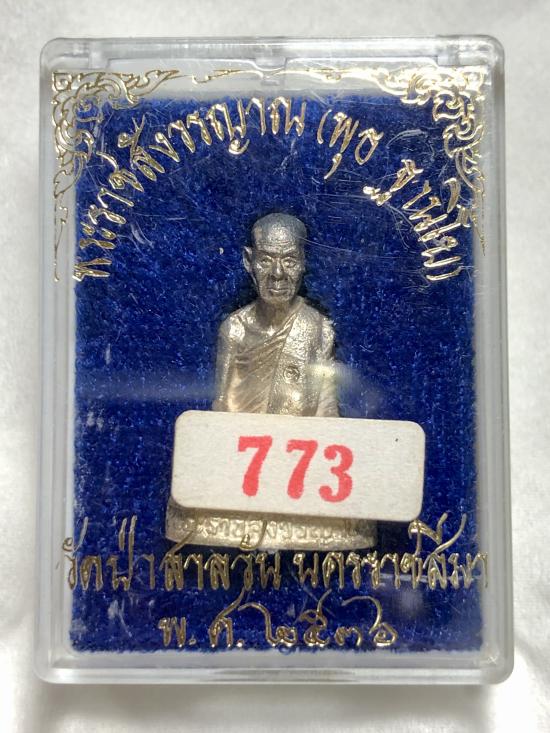 พระราชสังวรญาณ (พุธ ฐานิโย)
773
วัดป่าสาลวัน นครราชสีมา
พ.ศ. ๒๕๓๖